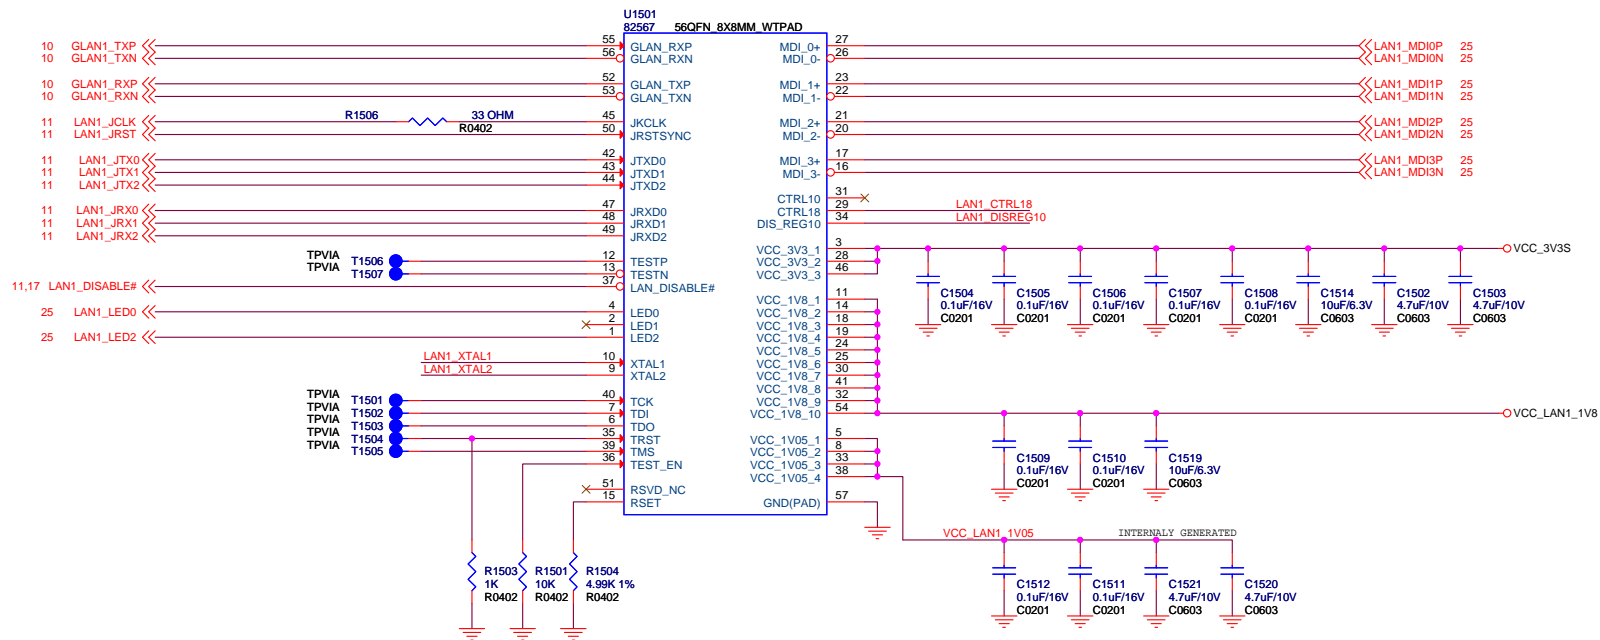 U1501
82567 56QFN_8X8MM_WTPAD
10 GLAN1_TXP 55 GLAN_RXP MDI_0+ 27 LAN1_MDI0P 25
10 GLAN1_TXN 56 GLAN_RXN MDI_0- 26 LAN1_MDI0N 25
10 GLAN1_RXP 52 GLAN_TXP MDI_1+ 23 LAN1_MDI1P 25
10 GLAN1_RXN 53 GLAN_TXN MDI_1- 22 LAN1_MDI1N 25
11 LAN1_JCLK R1506 33 OHM R0402 45 JKCLK MDI_2+ 21 LAN1_MDI2P 25
11 LAN1_JRST 50 JRSTSYNC MDI_2- 20 LAN1_MDI2N 25
11 LAN1_JTX0 42 JTXD0 MDI_3+ 17 LAN1_MDI3P 25
11 LAN1_JTX1 43 JTXD1 MDI_3- 16 LAN1_MDI3N 25
11 LAN1_JTX2 44 JTXD2
CTRL10 31
11 LAN1_JRX0 47 JRXD0 CTRL18 29 LAN1_CTRL18
11 LAN1_JRX1 48 JRXD1 DIS_REG10 34 LAN1_DISREG10
11 LAN1_JRX2 49 JRXD2
VCC_3V3_1 3 VCC_3V3S
TPVIA T1506 12 TESTP VCC_3V3_2 28
TPVIA T1507 13 TESTN VCC_3V3_3 46
11,17 LAN1_DISABLE# 37 LAN_DISABLE#
C1504 C1505 C1506 C1507 C1508 C1514 C1502 C1503
0.1uF/16V 0.1uF/16V 0.1uF/16V 0.1uF/16V 0.1uF/16V 10uF/6.3V 4.7uF/10V 4.7uF/10V
C0201 C0201 C0201 C0201 C0201 C0603 C0603 C0603
VCC_1V8_1 11
25 LAN1_LED0 4 LED0 VCC_1V8_2 14
2 LED1 VCC_1V8_3 18
25 LAN1_LED2 1 LED2 VCC_1V8_4 19
VCC_1V8_5 24
LAN1_XTAL1 10 XTAL1 VCC_1V8_6 25
LAN1_XTAL2 9 XTAL2 VCC_1V8_7 30
VCC_1V8_8 41
TPVIA T1501 40 TCK VCC_1V8_9 32
TPVIA T1502 7 TDI VCC_1V8_10 54 VCC_LAN1_1V8
TPVIA T1503 6 TDO
TPVIA T1504 35 TRST VCC_1V05_1 5
TPVIA T1505 39 TMS VCC_1V05_2 8
36 TEST_EN VCC_1V05_3 33
VCC_1V05_4 38
C1509 C1510 C1519
0.1uF/16V 0.1uF/16V 10uF/6.3V
C0201 C0201 C0603
51 RSVD_NC
15 RSET GND(PAD) 57
VCC_LAN1_1V05 INTERNALY GENERATED
R1503 R1501 R1504
1K 10K 4.99K 1%
R0402 R0402 R0402
C1512 C1511 C1521 C1520
0.1uF/16V 0.1uF/16V 4.7uF/10V 4.7uF/10V
C0201 C0201 C0603 C0603